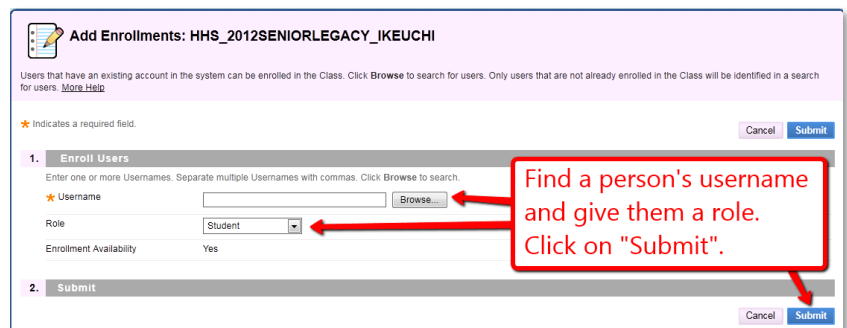 Add Enrollments: HHS_2012SENIORLEGACY_IKEUCHI
Users that have an existing account in the system can be enrolled in the Class. Click Browse to search for users. Only users that are not already enrolled in the Class will be identified in a search
for users. More Help
* Indicates a required field.
Cancel Submit
1. Enroll Users
Enter one or more Usernames. Separate multiple Usernames with commas. Click Browse to search.
* Username Browse...
Role Student
Enrollment Availability Yes
Find a person's username
and give them a role.
Click on "Submit".
2. Submit
Cancel Submit